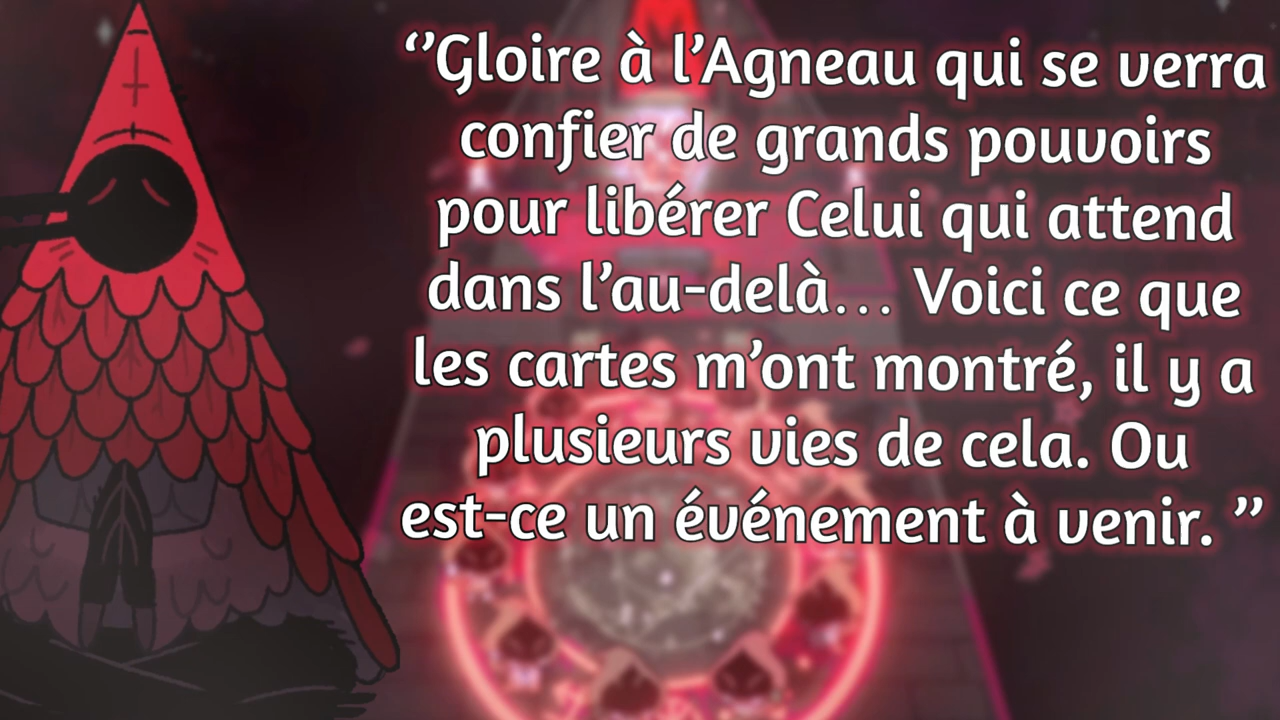 ‘’Gloire à l’Agneau qui se verra
confier de grands pouvoirs
pour libérer Celui qui attend
dans l’au-delà… Voici ce que
les cartes m’ont montré, il y a
plusieurs vies de cela. Ou
est-ce un événement à venir. ’’